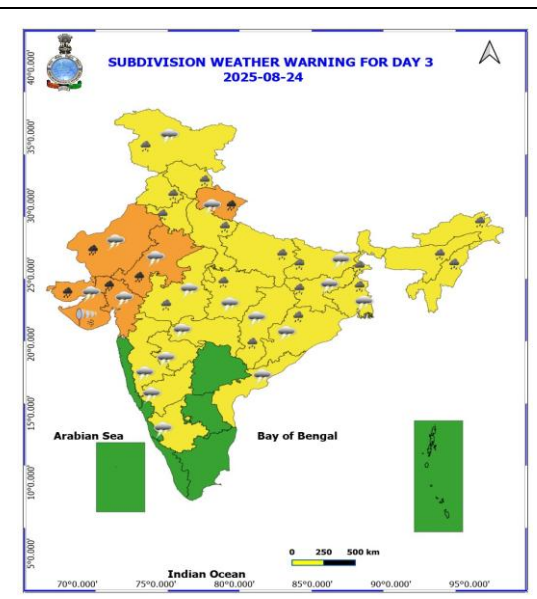 SUBDIVISION WEATHER WARNING FOR DAY 3
2025-08-24
40°0.000'
35°0.000'
30°0.000'
25°0.000'
20°0.000'
15°0.000'
10°0.000'
5°0.000'
Arabian Sea
Bay of Bengal
0 250 500 km
Indian Ocean
70°0.000' 75°0.000' 80°0.000' 85°0.000' 90°0.000' 95°0.000'